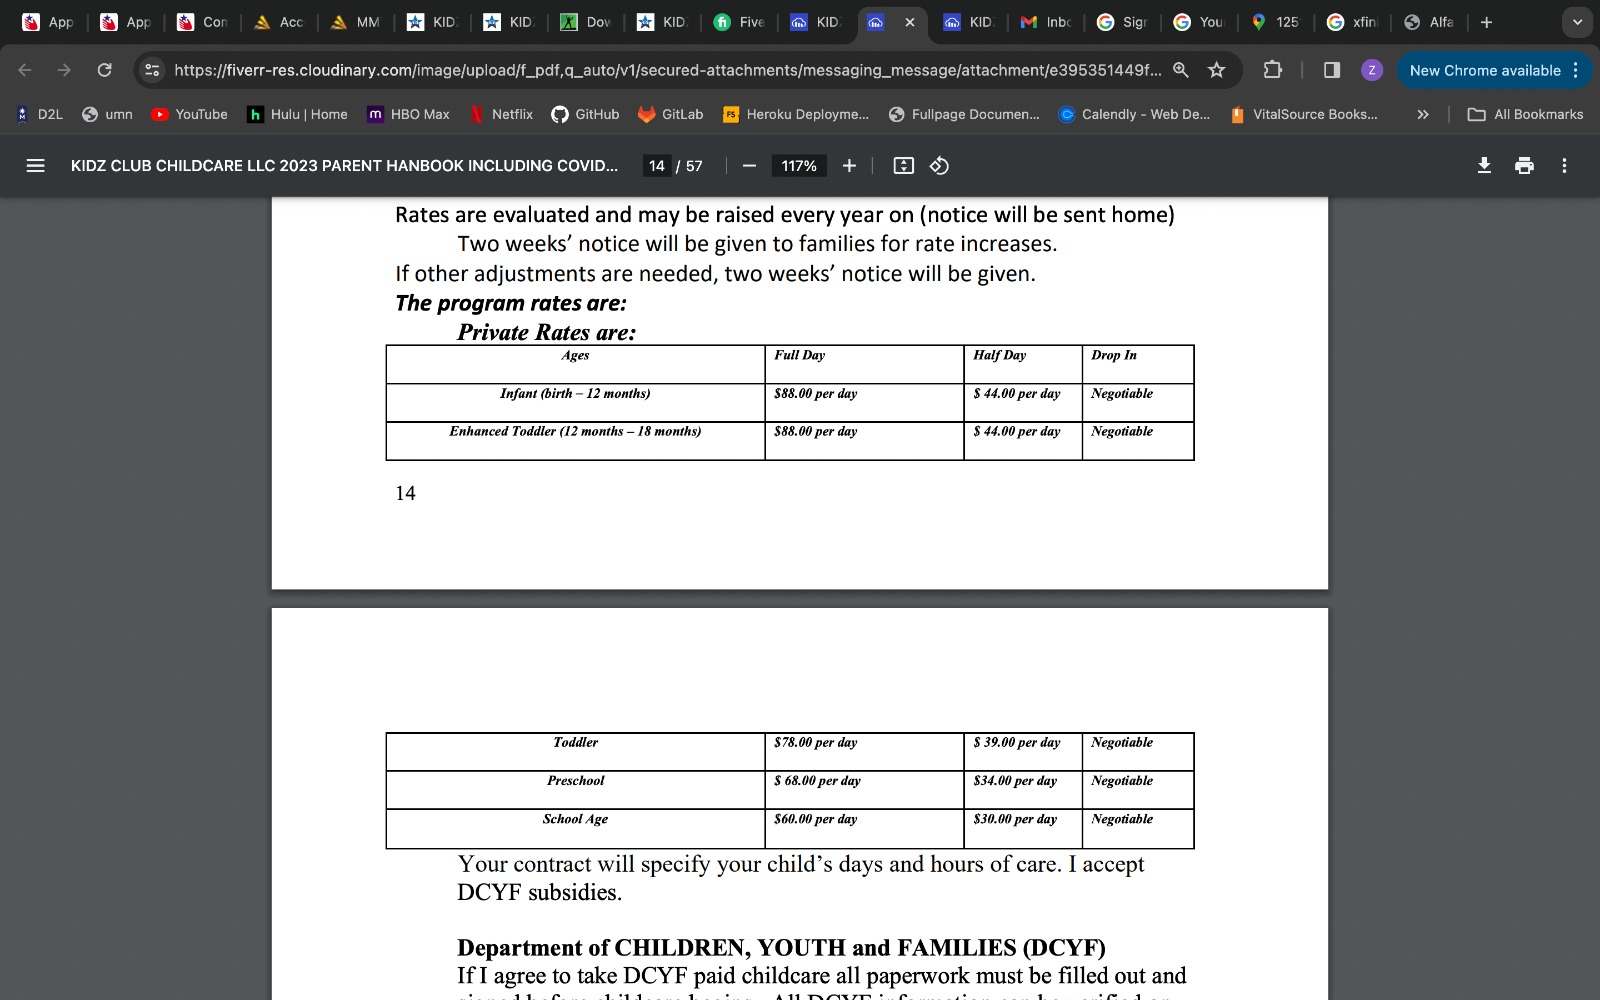 App
App
Con
Acc
MM
KID
KID
Dov
KID
Five
KID
KID
Inbc
Sigr
You
125
xfini
Alfa
https://fiverr-res.cloudinary.com/image/upload/f_pdf,q_auto/v1/secured-attachments/messaging_message/attachment/e395351449f...
Z
New Chrome available
D2L
umn
YouTube
Hulu | Home
HBO Max
Netflix
GitHub
GitLab
Heroku Deployme...
Fullpage Documen...
Calendly - Web De...
VitalSource Books...
All Bookmarks
KIDZ CLUB CHILDCARE LLC 2023 PARENT HANBOOK INCLUDING COVID...
14 / 57
117%
Rates are evaluated and may be raised every year on (notice will be sent home)
Two weeks’ notice will be given to families for rate increases.
If other adjustments are needed, two weeks’ notice will be given.
The program rates are:
Private Rates are:
Ages Full Day Half Day Drop In
Infant (birth – 12 months) $88.00 per day $ 44.00 per day Negotiable
Enhanced Toddler (12 months – 18 months) $88.00 per day $ 44.00 per day Negotiable
14
Toddler $78.00 per day $ 39.00 per day Negotiable
Preschool $ 68.00 per day $34.00 per day Negotiable
School Age $60.00 per day $30.00 per day Negotiable
Your contract will specify your child’s days and hours of care. I accept
DCYF subsidies.
Department of CHILDREN, YOUTH and FAMILIES (DCYF)
If I agree to take DCYF paid childcare all paperwork must be filled out and